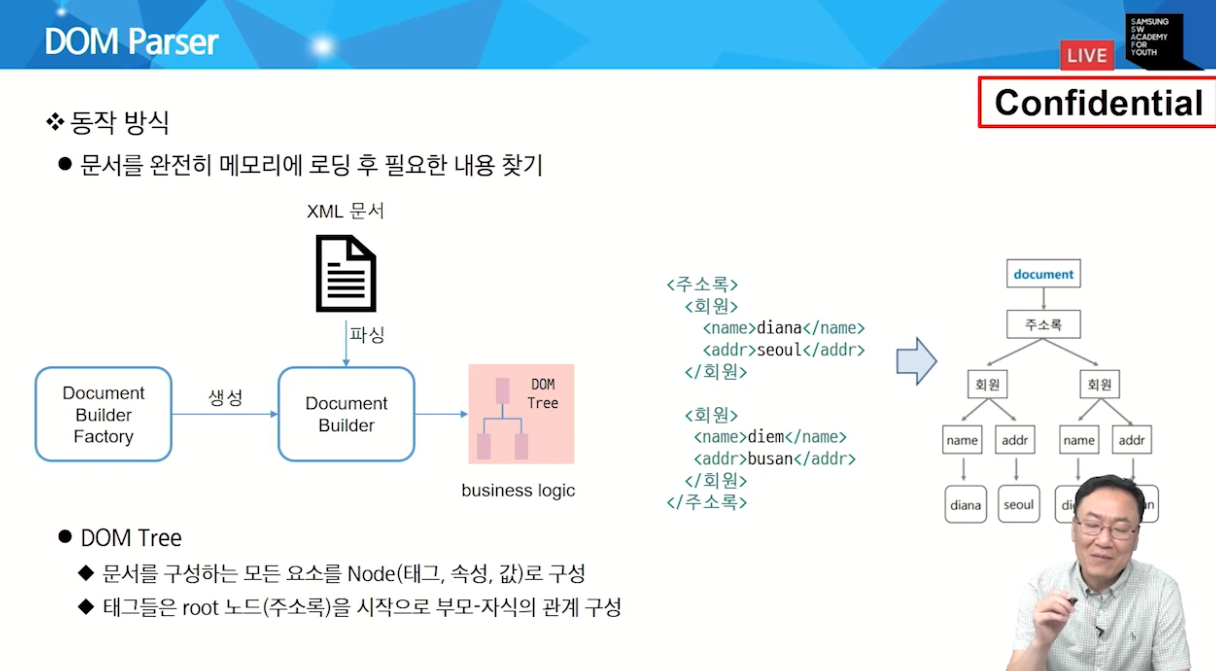 DOM Parser
SAMSUNG
SW
ACADEMY
FOR
YOUTH
LIVE
Confidential
❖ 동작 방식
● 문서를 완전히 메모리에 로딩 후 필요한 내용 찾기
XML 문서
파싱
Document
Builder
Factory
생성
Document
Builder
DOM
Tree
business logic
<주소록>
<회원>
<name>diana</name>
<addr>seoul</addr>
</회원>
<회원>
<name>diem</name>
<addr>busan</addr>
</회원>
</주소록>
document
주소록
회원 회원
name addr name addr
diana seoul
● DOM Tree
◆ 문서를 구성하는 모든 요소를 Node(태그, 속성, 값)로 구성
◆ 태그들은 root 노드(주소록)을 시작으로 부모-자식의 관계 구성